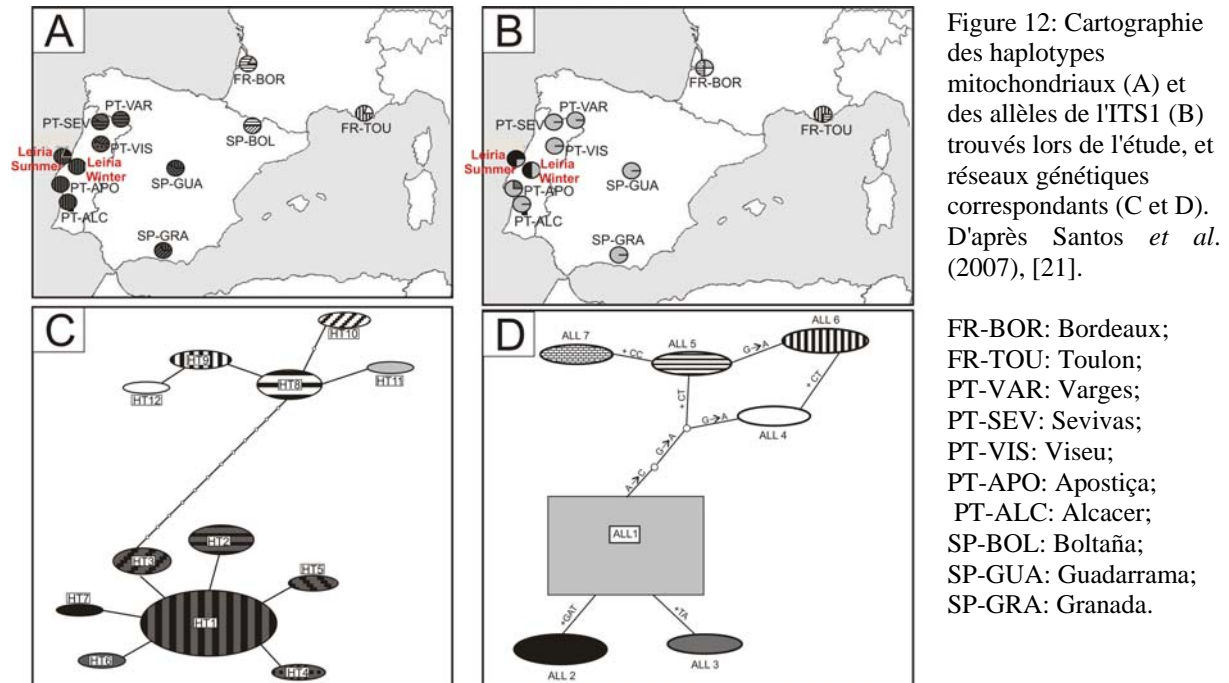 A
FR-BOR
PT-VAR
PT-SEV
SP-BOL
FR-TOU
PT-VIS
Leiria
Summer
Leiria
Winter
SP-GUA
PT-APO
PT-ALC
SP-GRA
B
FR-BOR
PT-VAR
PT-SEV
FR-TOU
PT-VIS
Leiria
Summer
Leiria
Winter
SP-GUA
PT-APO
PT-ALC
SP-GRA
C
HT10
HT9
HT8
HT11
HT12
HT3
HT2
HT5
HT7
HT1
HT6
HT4
D
ALL 7
ALL 5
ALL 6
+ CC
G→A
+ CT
+ CT
G→A
ALL 4
G→A
A→C
ALL1
+GAT
+TA
ALL 2
ALL 3
Figure 12: Cartographie
des haplotypes
mitochondriaux (A) et
des allèles de l'ITS1 (B)
trouvés lors de l'étude, et
réseaux génétiques
correspondants (C et D).
D'après Santos et al.
(2007), [21].
FR-BOR: Bordeaux;
FR-TOU: Toulon;
PT-VAR: Varges;
PT-SEV: Sevivas;
PT-VIS: Viseu;
PT-APO: Apostiça;
PT-ALC: Alcacer;
SP-BOL: Boltaña;
SP-GUA: Guadarrama;
SP-GRA: Granada.